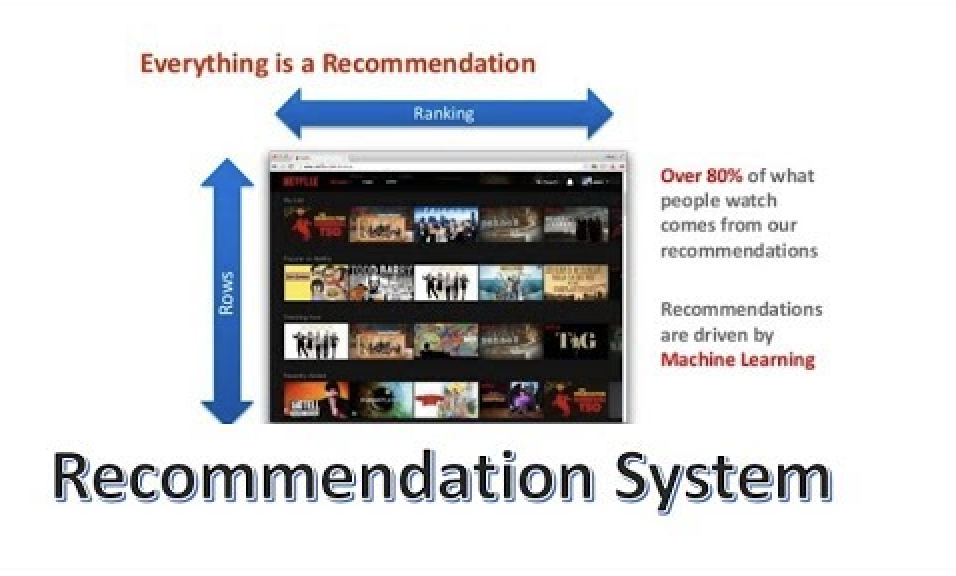 Everything is a Recommendation
Ranking
Rows
NETFLIX
Over 80% of what
people watch
comes from our
recommendations
Recommendations
are driven by
Machine Learning
Recommendation System